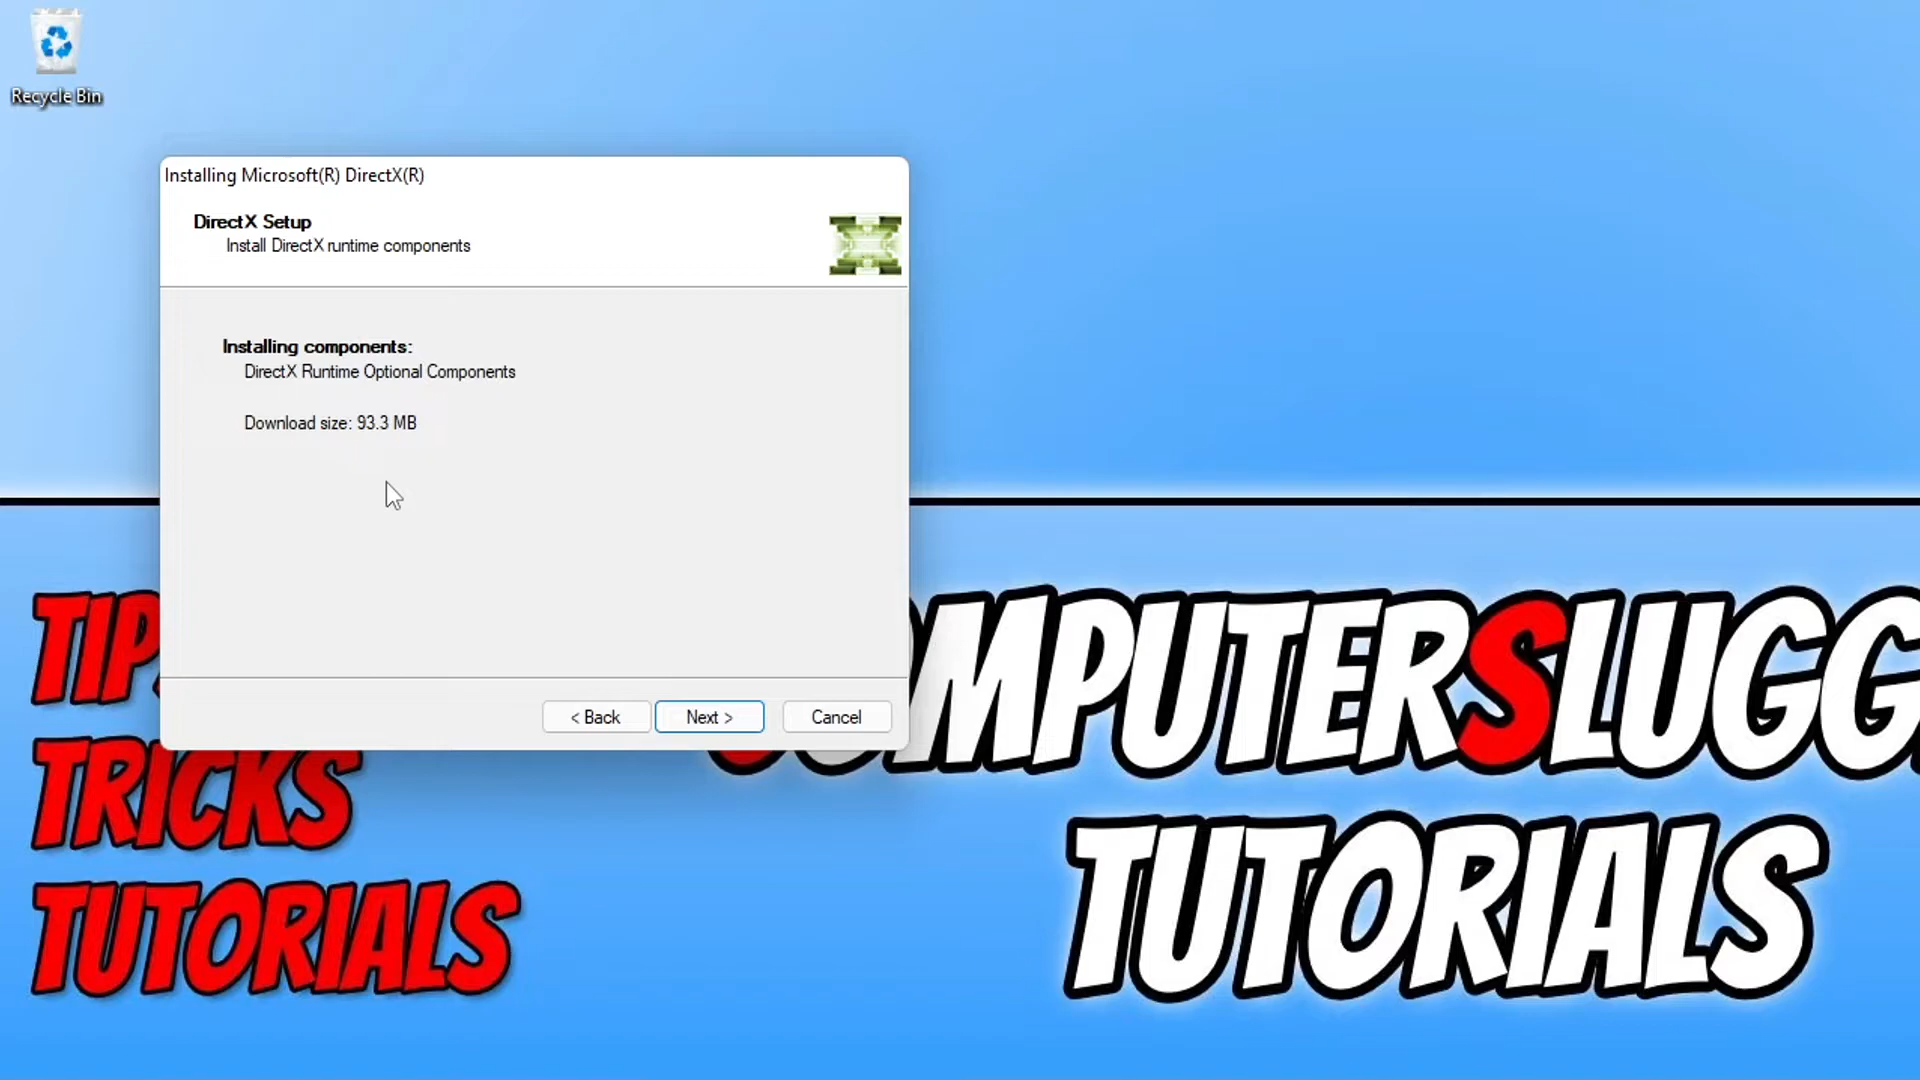 Recycle Bin
Installing Microsoft(R) DirectX(R)
DirectX Setup
Install DirectX runtime components
Installing components:
DirectX Runtime Optional Components
Download size: 93.3 MB
< Back
Next >
Cancel
TIP
TRICKS
TUTORIALS
OMPUTERSLUGG
TUTORIALS